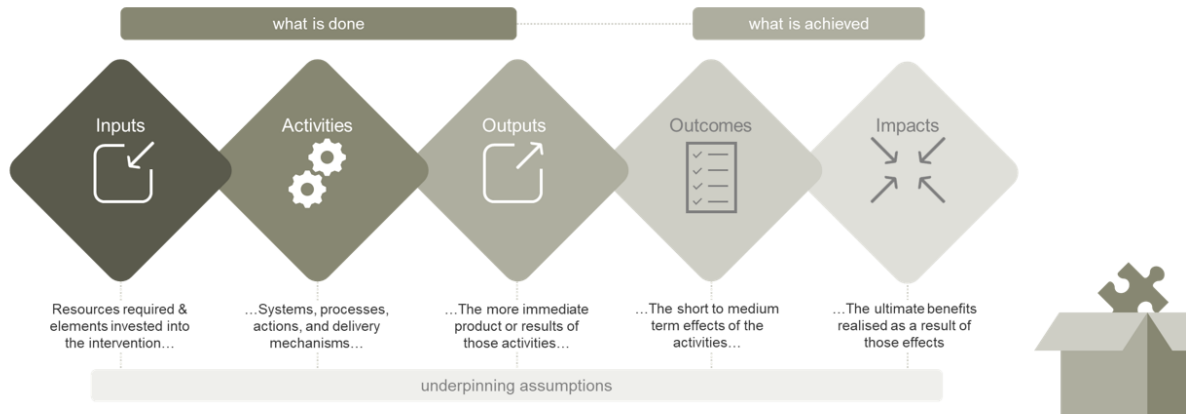 what is done
what is achieved
Inputs
Activities
Outputs
Outcomes
Impacts
Resources required &
elements invested into
the intervention…
…Systems, processes,
actions, and delivery
mechanisms…
…The more immediate
product or results of
those activities…
…The short to medium
term effects of the
activities…
…The ultimate benefits
realised as a result of
those effects
underpinning assumptions